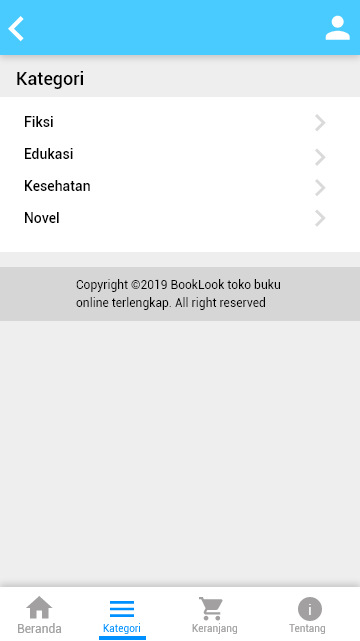 Kategori
Fiksi
Edukasi
Kesehatan
Novel
Copyright ©2019 BookLook toko buku
online terlengkap. All right reserved
Beranda
Kategori
Keranjang
Tentang